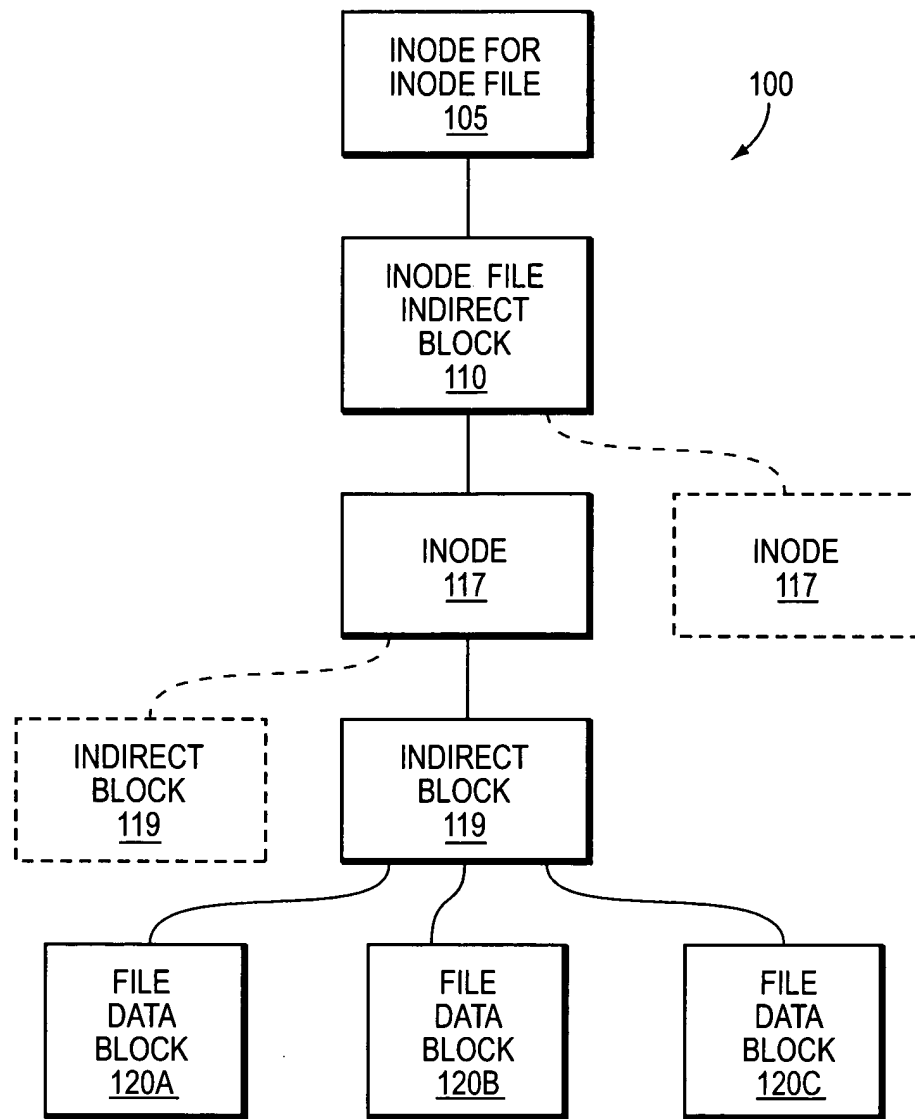 INODE FOR
INODE FILE
105
100
INODE FILE
INDIRECT
BLOCK
110
INODE
117
INODE
117
INDIRECT
BLOCK
119
INDIRECT
BLOCK
119
FILE
DATA
BLOCK
120A
FILE
DATA
BLOCK
120B
FILE
DATA
BLOCK
120C